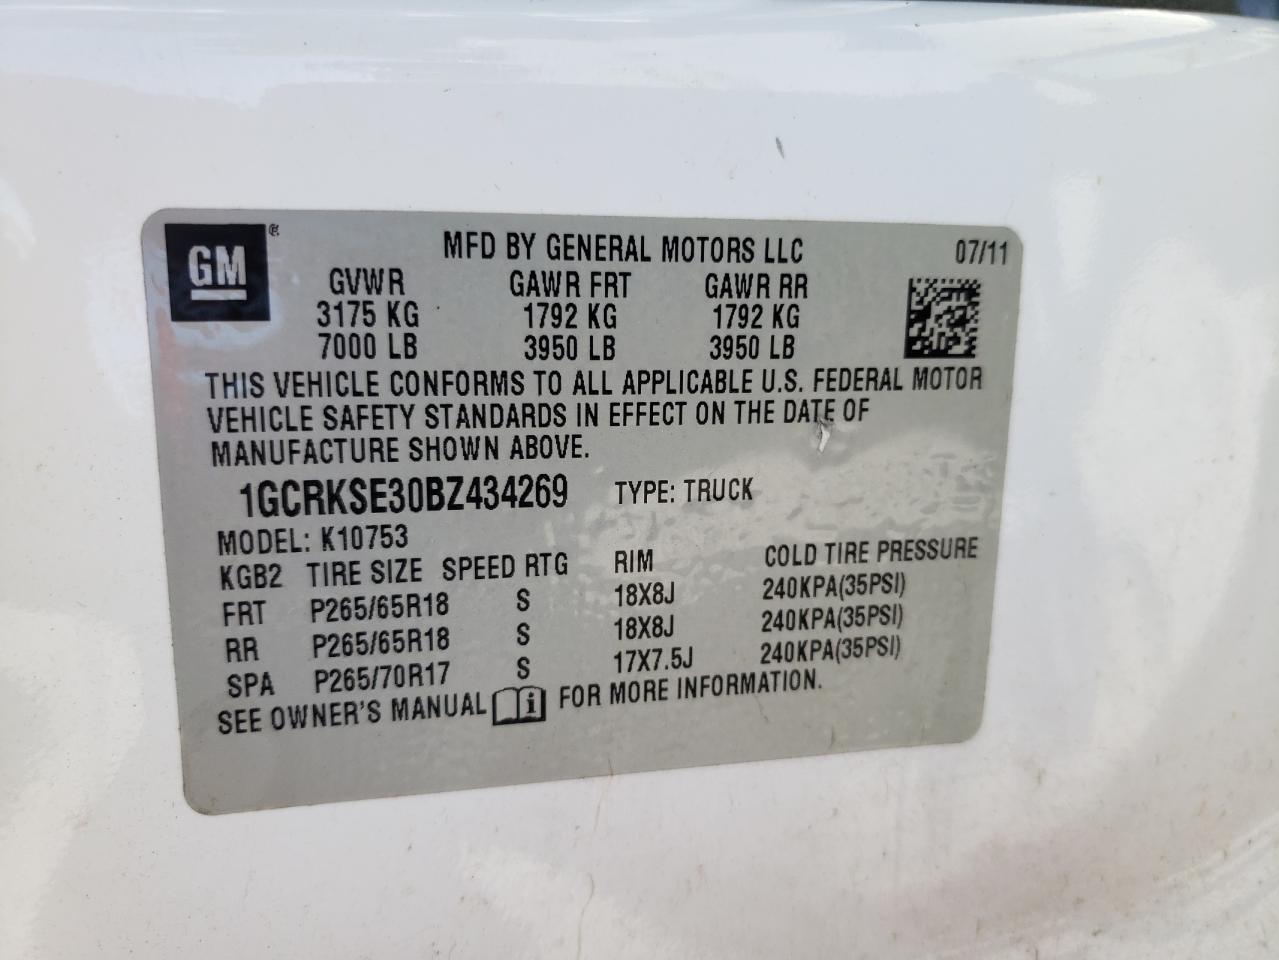 GM ®
MFD BY GENERAL MOTORS LLC 07/11
GVWR GAWR FRT GAWR RR
3175 KG 1792 KG 1792 KG
7000 LB 3950 LB 3950 LB
THIS VEHICLE CONFORMS TO ALL APPLICABLE U.S. FEDERAL MOTOR
VEHICLE SAFETY STANDARDS IN EFFECT ON THE DATE OF
MANUFACTURE SHOWN ABOVE.
1GCRKSE30BZ434269 TYPE: TRUCK
MODEL: K10753
KGB2 TIRE SIZE SPEED RTG RIM COLD TIRE PRESSURE
FRT P265/65R18 S 18X8J 240KPA(35PSI)
RR P265/65R18 S 18X8J 240KPA(35PSI)
SPA P265/70R17 S 17X7.5J 240KPA(35PSI)
SEE OWNER'S MANUAL i FOR MORE INFORMATION.